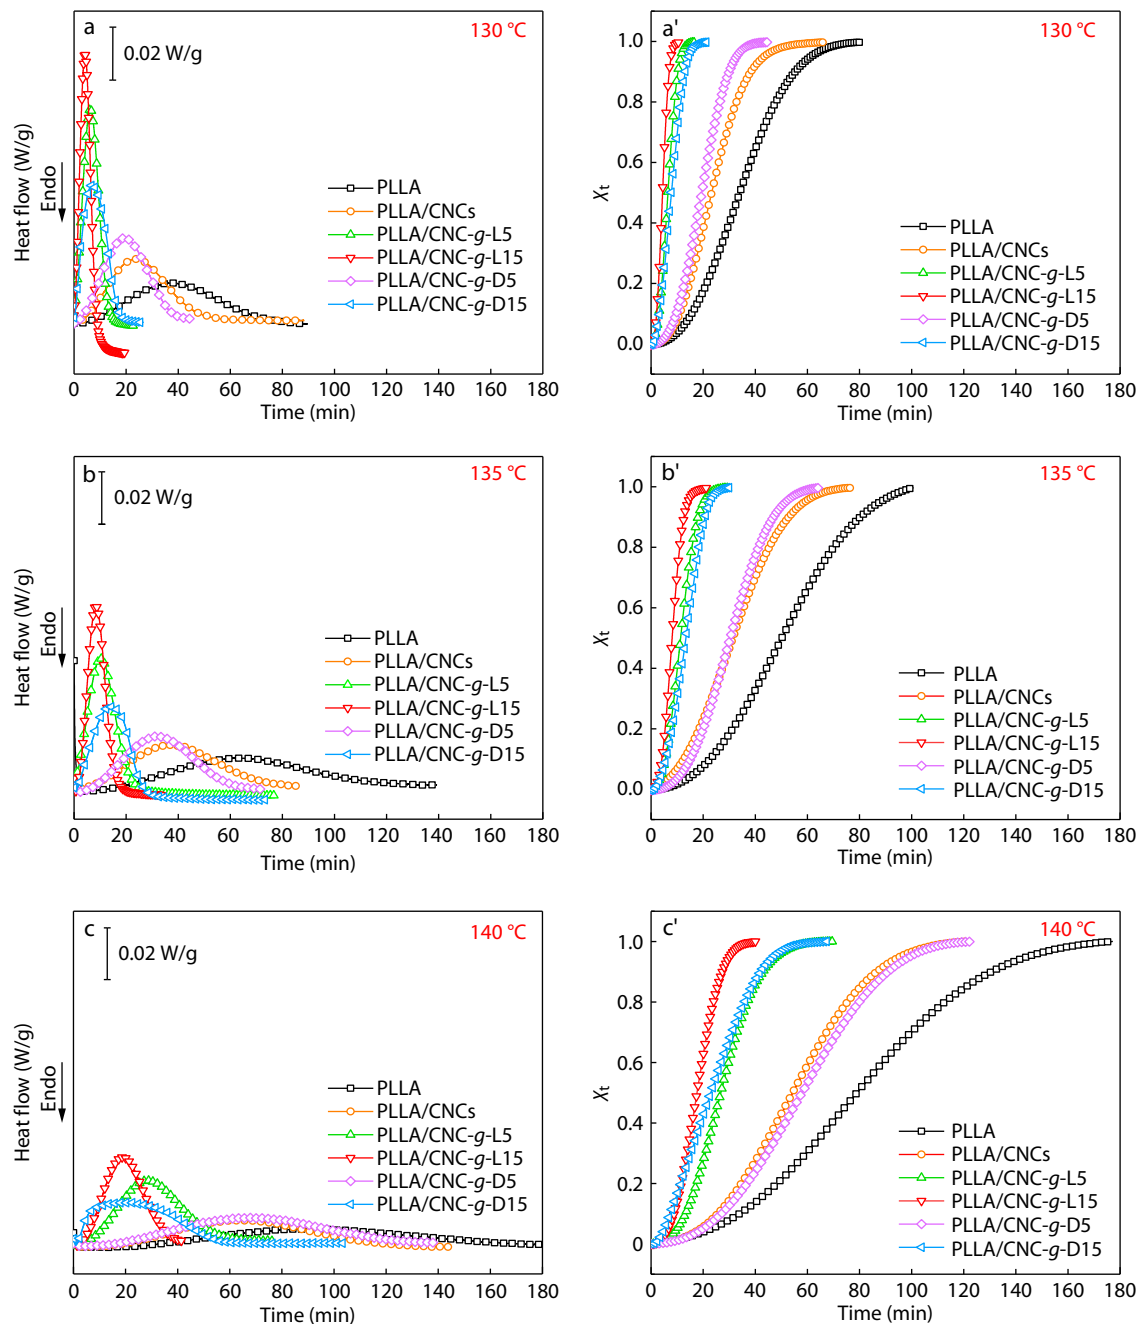 a
130 °C
0.02 W/g
Heat flow (W/g)
Endo
PLLA
PLLA/CNCs
PLLA/CNC-g-L5
PLLA/CNC-g-L15
PLLA/CNC-g-D5
PLLA/CNC-g-D15
0 20 40 60 80 100 120 140 160 180
Time (min)
a'
130 °C
1.0
0.8
0.6
0.4
0.2
0.0
Xt
PLLA
PLLA/CNCs
PLLA/CNC-g-L5
PLLA/CNC-g-L15
PLLA/CNC-g-D5
PLLA/CNC-g-D15
0 20 40 60 80 100 120 140 160 180
Time (min)
b
135 °C
0.02 W/g
Heat flow (W/g)
Endo
PLLA
PLLA/CNCs
PLLA/CNC-g-L5
PLLA/CNC-g-L15
PLLA/CNC-g-D5
PLLA/CNC-g-D15
0 20 40 60 80 100 120 140 160 180
Time (min)
b'
135 °C
1.0
0.8
0.6
0.4
0.2
0.0
Xt
PLLA
PLLA/CNCs
PLLA/CNC-g-L5
PLLA/CNC-g-L15
PLLA/CNC-g-D5
PLLA/CNC-g-D15
0 20 40 60 80 100 120 140 160 180
Time (min)
c
140 °C
0.02 W/g
Heat flow (W/g)
Endo
PLLA
PLLA/CNCs
PLLA/CNC-g-L5
PLLA/CNC-g-L15
PLLA/CNC-g-D5
PLLA/CNC-g-D15
0 20 40 60 80 100 120 140 160 180
Time (min)
c'
140 °C
1.0
0.8
0.6
0.4
0.2
0
Xt
PLLA
PLLA/CNCs
PLLA/CNC-g-L5
PLLA/CNC-g-L15
PLLA/CNC-g-D5
PLLA/CNC-g-D15
0 20 40 60 80 100 120 140 160 180
Time (min)